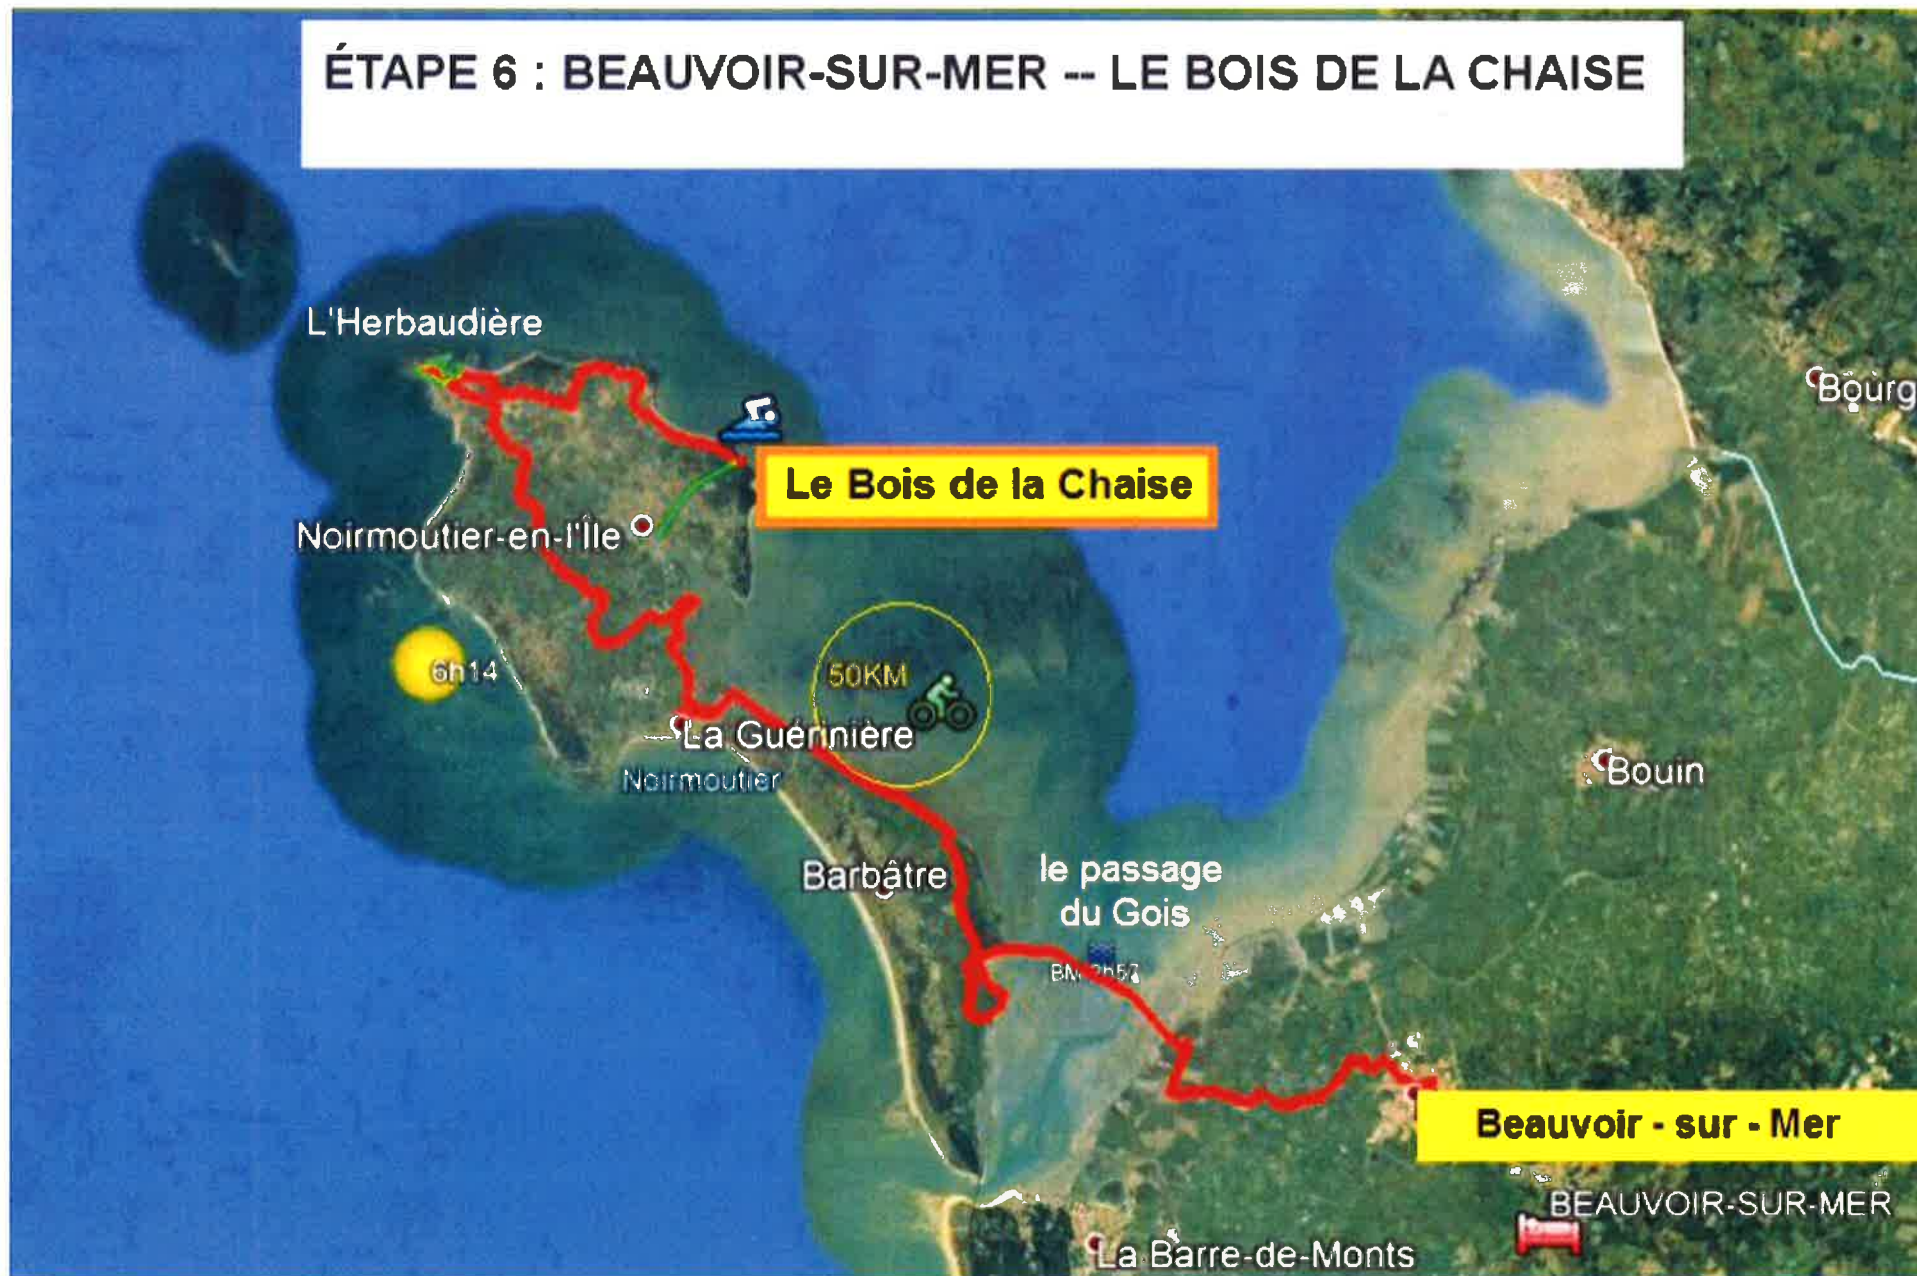 ÉTAPE 6 : BEAUVOIR-SUR-MER -- LE BOIS DE LA CHAISE
L'Herbaudière
Bourg
Le Bois de la Chaise
Noirmoutier-en-l'Île
6h14
50KM
La Guérinière
Noirmoutier
Bouin
Barbâtre
le passage
du Gois
BM
Beauvoir - sur - Mer
BEAUVOIR-SUR-MER
La Barre-de-Monts